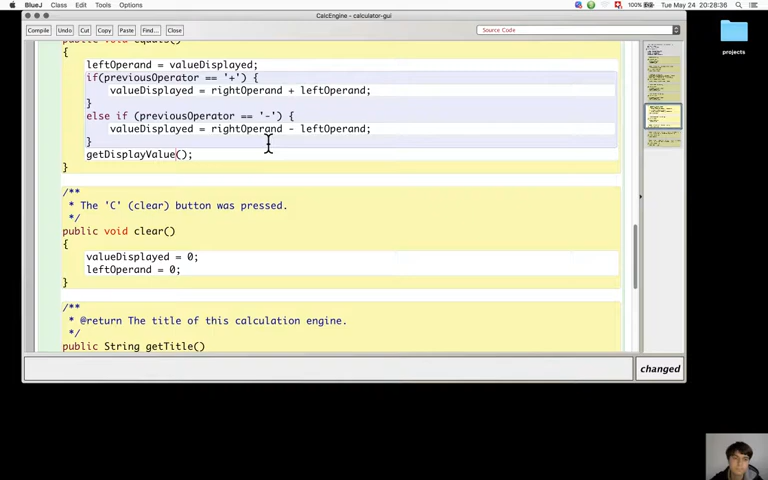 BlueJ Class Edit Tools Options
100% Tue May 24 20:28:36
CalcEngine - calculator-gui
Compile Undo Cut Copy Paste Find... Close Source Code
public void equals()
{
leftOperand = valueDisplayed;
if(previousOperator == '+') {
valueDisplayed = rightOperand + leftOperand;
}
else if (previousOperator == '-') {
valueDisplayed = rightOperand - leftOperand;
}
getDisplayValue();
}
/**
* The 'C' (clear) button was pressed.
*/
public void clear()
{
valueDisplayed = 0;
leftOperand = 0;
}
/**
* @return The title of this calculation engine.
*/
public String getTitle()
changed
projects